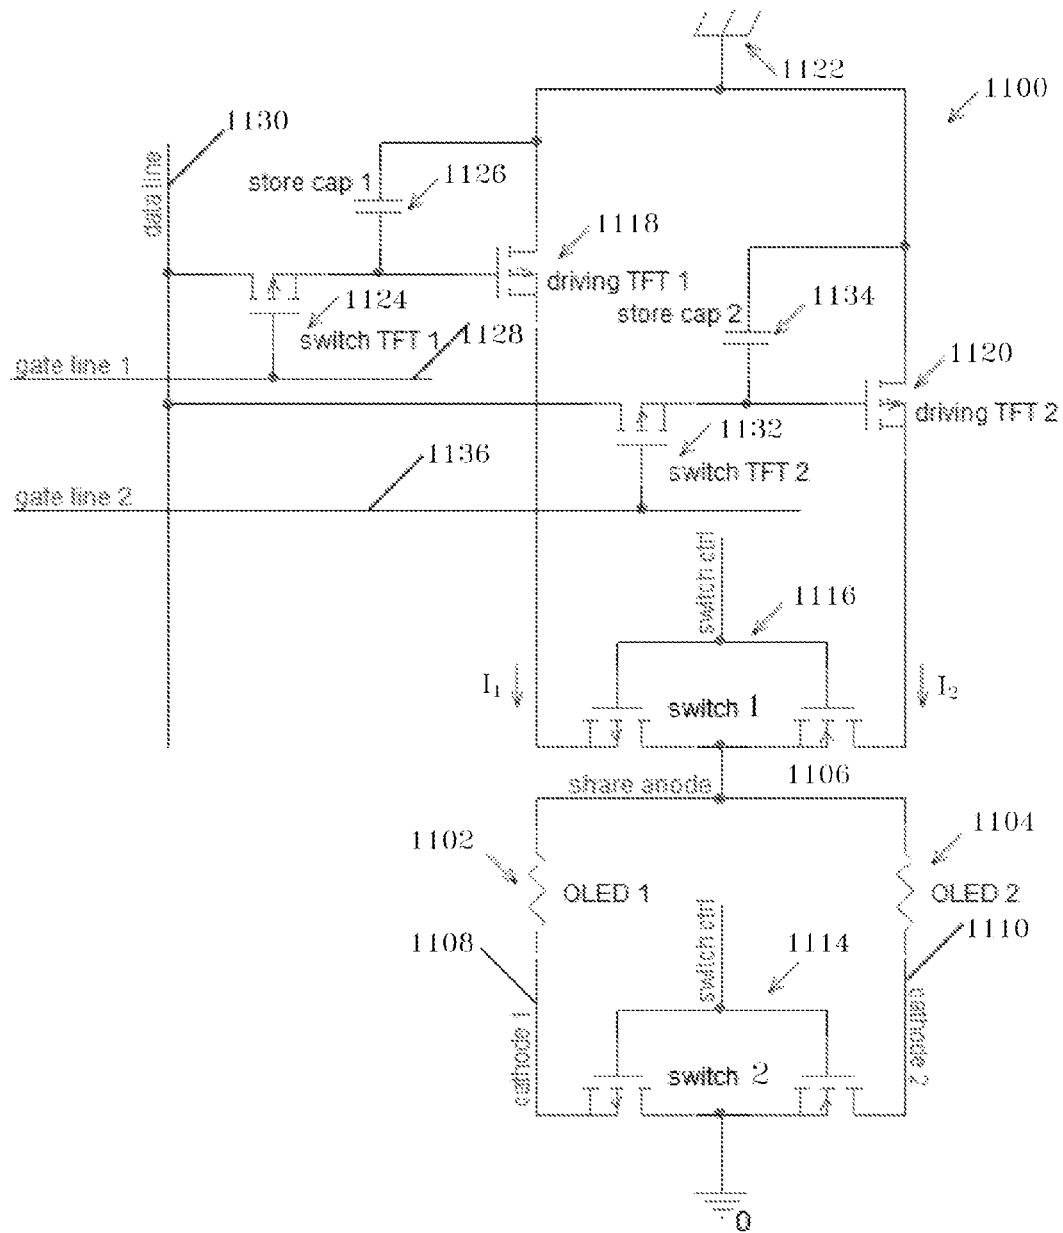 1122
1100
1130
data line
store cap 1
1126
1118
driving TFT 1
1124
switch TFT 1
1128
gate line 1
store cap 2
1134
1120
driving TFT 2
1132
switch TFT 2
1136
gate line 2
switch ctrl
1116
I1
switch 1
I2
1106
share anode
1102
OLED 1
1104
OLED 2
1108
switch ctrl
1114
1110
cathode 1
switch 2
cathode 2
0